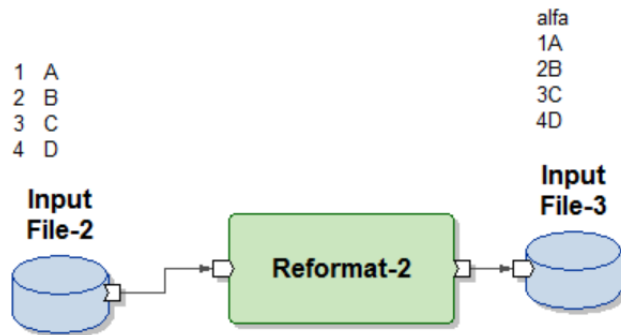 1 A
2 B
3 C
4 D
Input
File-2
Reformat-2
alfa
1A
2B
3C
4D
Input
File-3